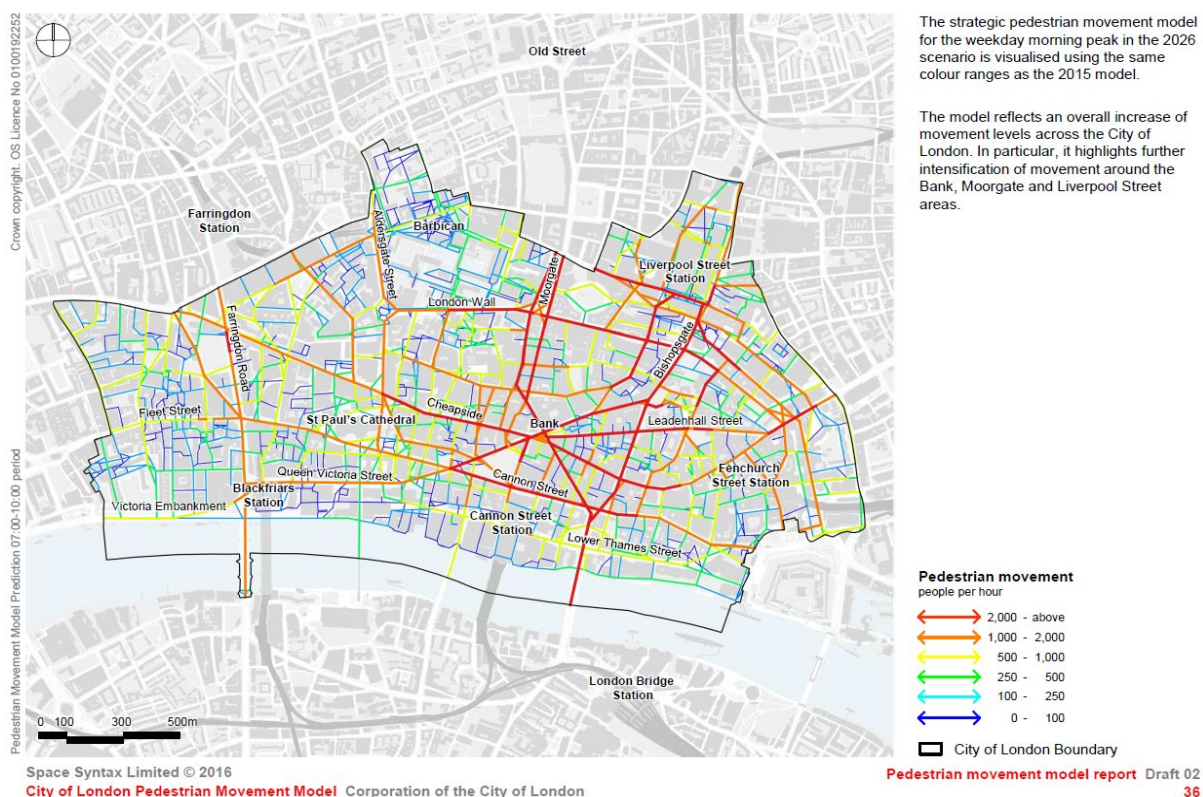 Crown copyright. OS Licence No 0100192252
Pedestrian Movement Model Prediction 07:00-10:00 period
The strategic pedestrian movement model
for the weekday morning peak in the 2026
scenario is visualised using the same
colour ranges as the 2015 model.
The model reflects an overall increase of
movement levels across the City of
London. In particular, it highlights further
intensification of movement around the
Bank, Moorgate and Liverpool Street
areas.
Old Street
Farringdon
Station
Barbican
Aldersgate Street
Moorgate
Liverpool Street
Station
London Wall
Farringdon Road
Bishopsgate
Fleet Street
St Paul's Cathedral
Cheapside
Bank
Leadenhall Street
Queen Victoria Street
Cannon Street
Fenchurch
Street Station
Blackfriars
Station
Victoria Embankment
Cannon Street
Station
Lower Thames Street
London Bridge
Station
0 100 300 500m
Pedestrian movement
people per hour
2,000 - above
1,000 - 2,000
500 - 1,000
250 - 500
100 - 250
0 - 100
City of London Boundary
Space Syntax Limited © 2016
City of London Pedestrian Movement Model Corporation of the City of London
Pedestrian movement model report Draft 02
36